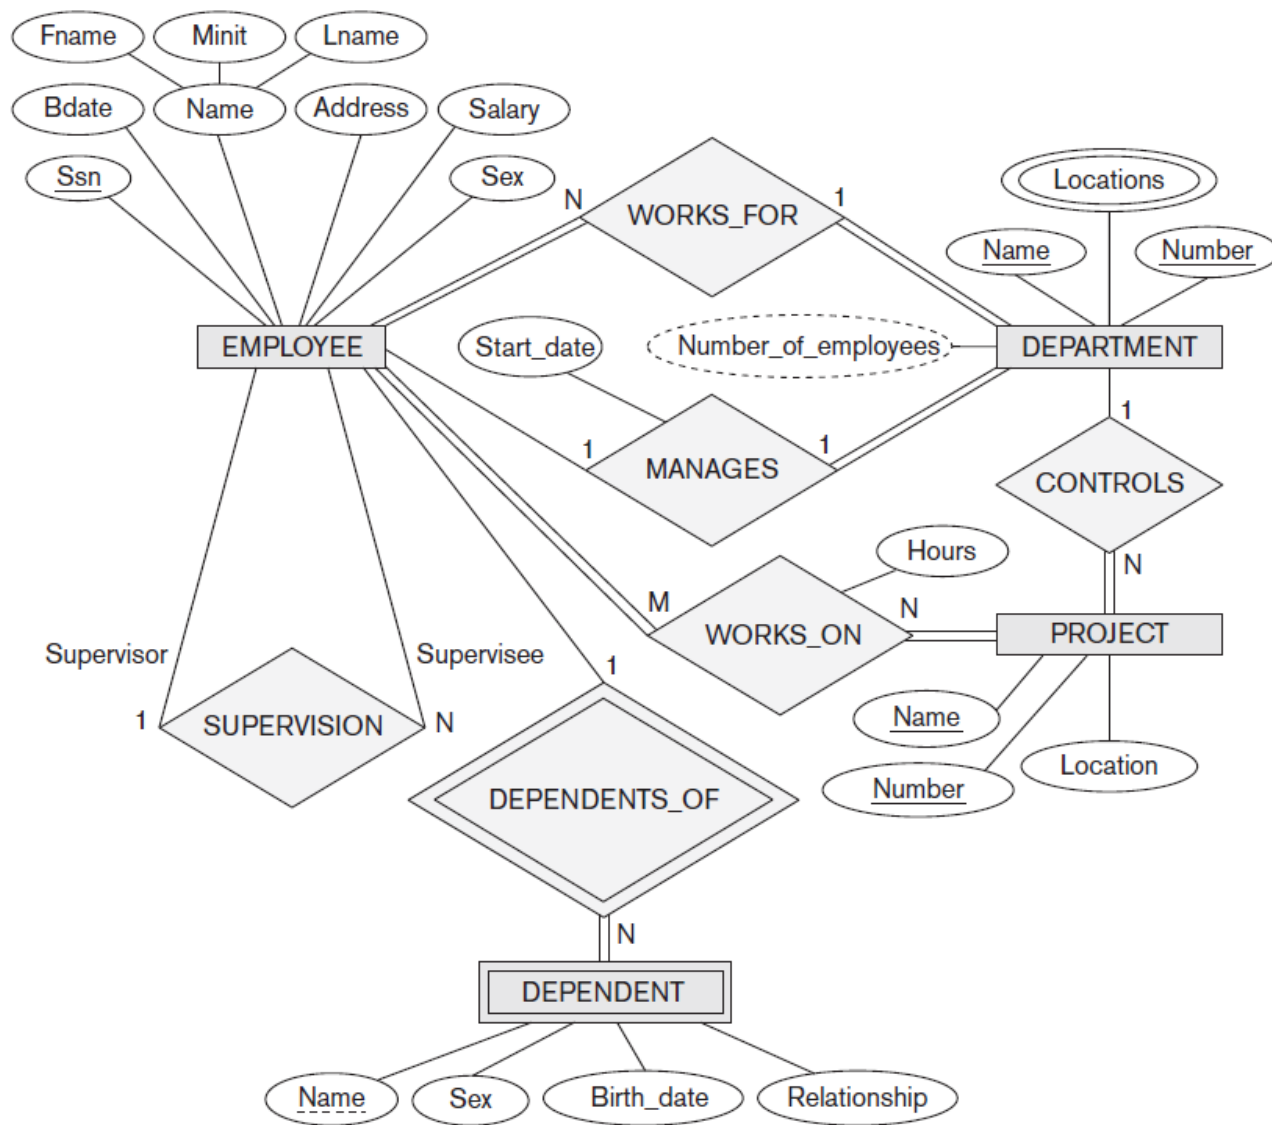 Fname
Minit
Lname
Bdate
Name
Address
Salary
Ssn
Sex
N
WORKS_FOR
1
Locations
Name
Number
EMPLOYEE
Start_date
Number_of_employees
DEPARTMENT
1
MANAGES
1
1
CONTROLS
N
Hours
M
WORKS_ON
N
PROJECT
Supervisor
Supervisee
1
SUPERVISION
N
1
Name
Number
Location
DEPENDENTS_OF
N
DEPENDENT
Name
Sex
Birth_date
Relationship